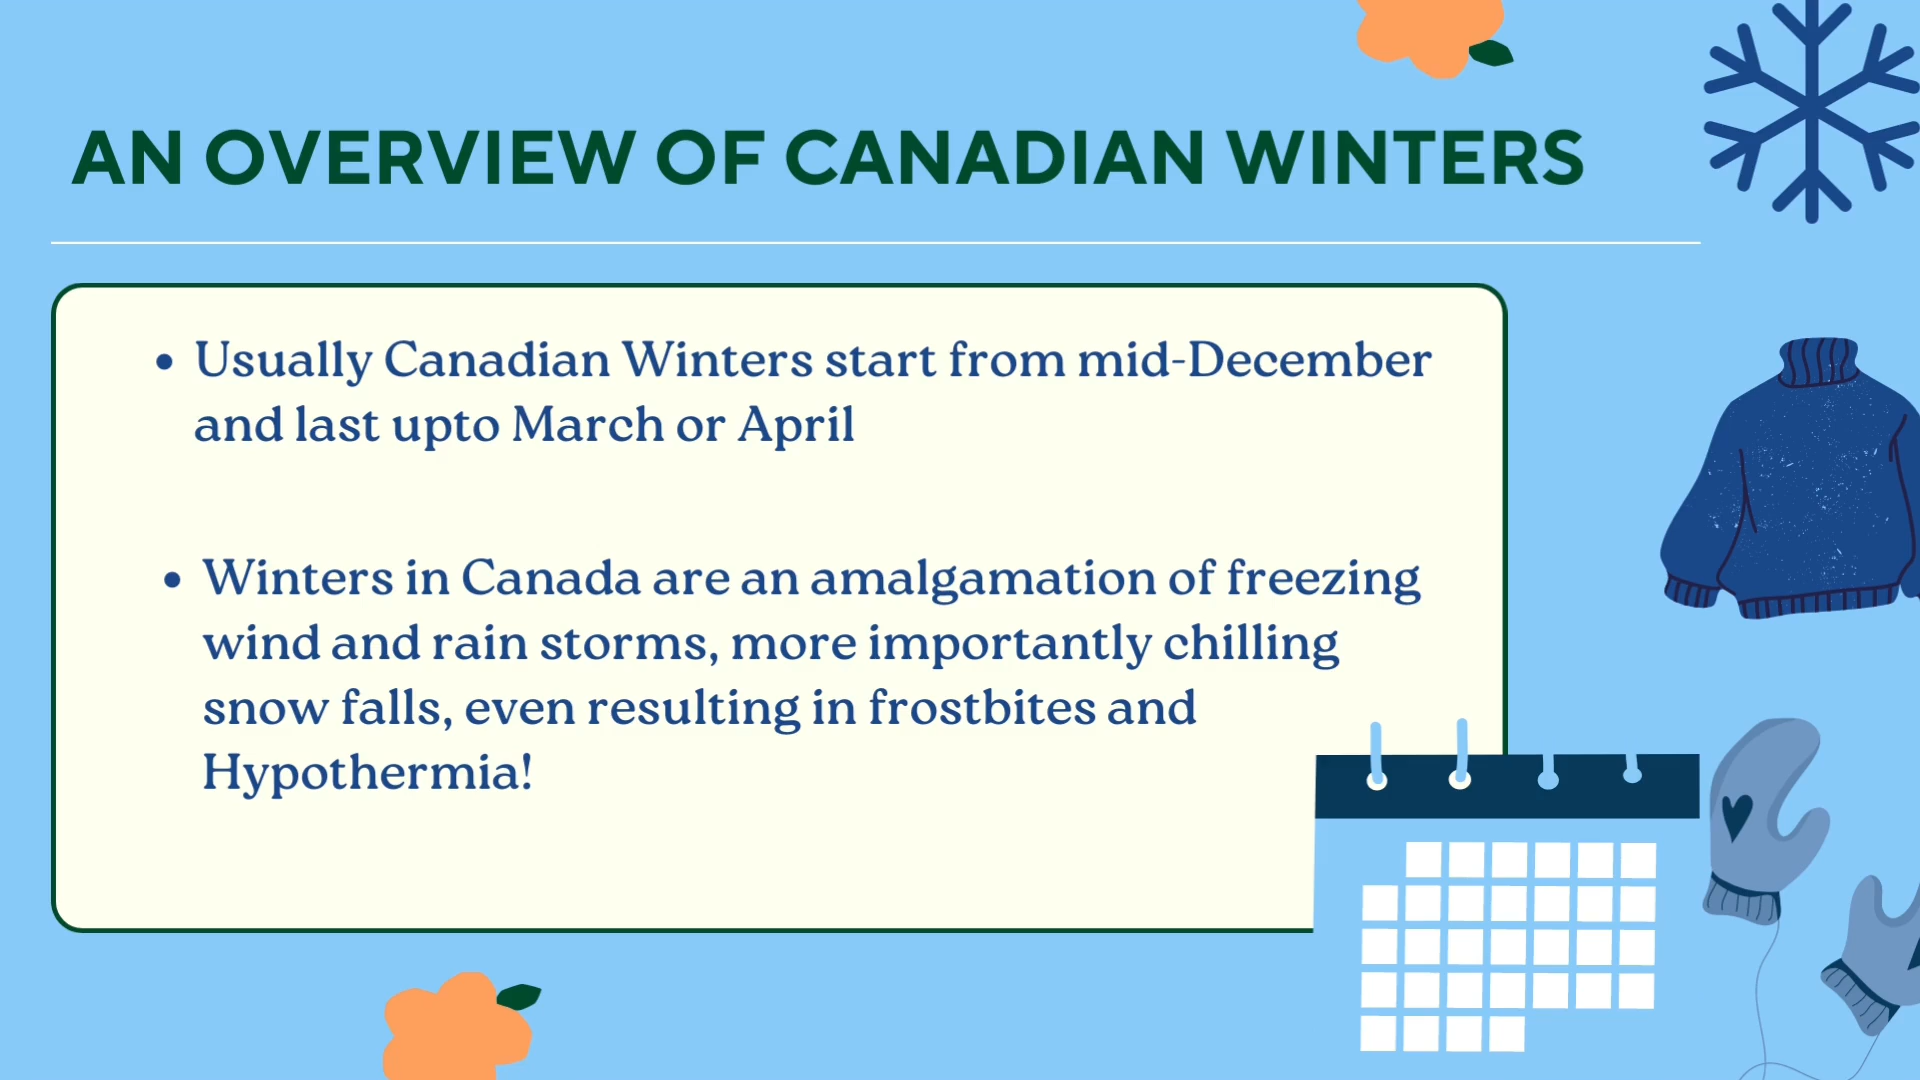 AN OVERVIEW OF CANADIAN WINTERS
• Usually Canadian Winters start from mid-December
and last upto March or April
• Winters in Canada are an amalgamation of freezing
wind and rain storms, more importantly chilling
snow falls, even resulting in frostbites and
Hypothermia!